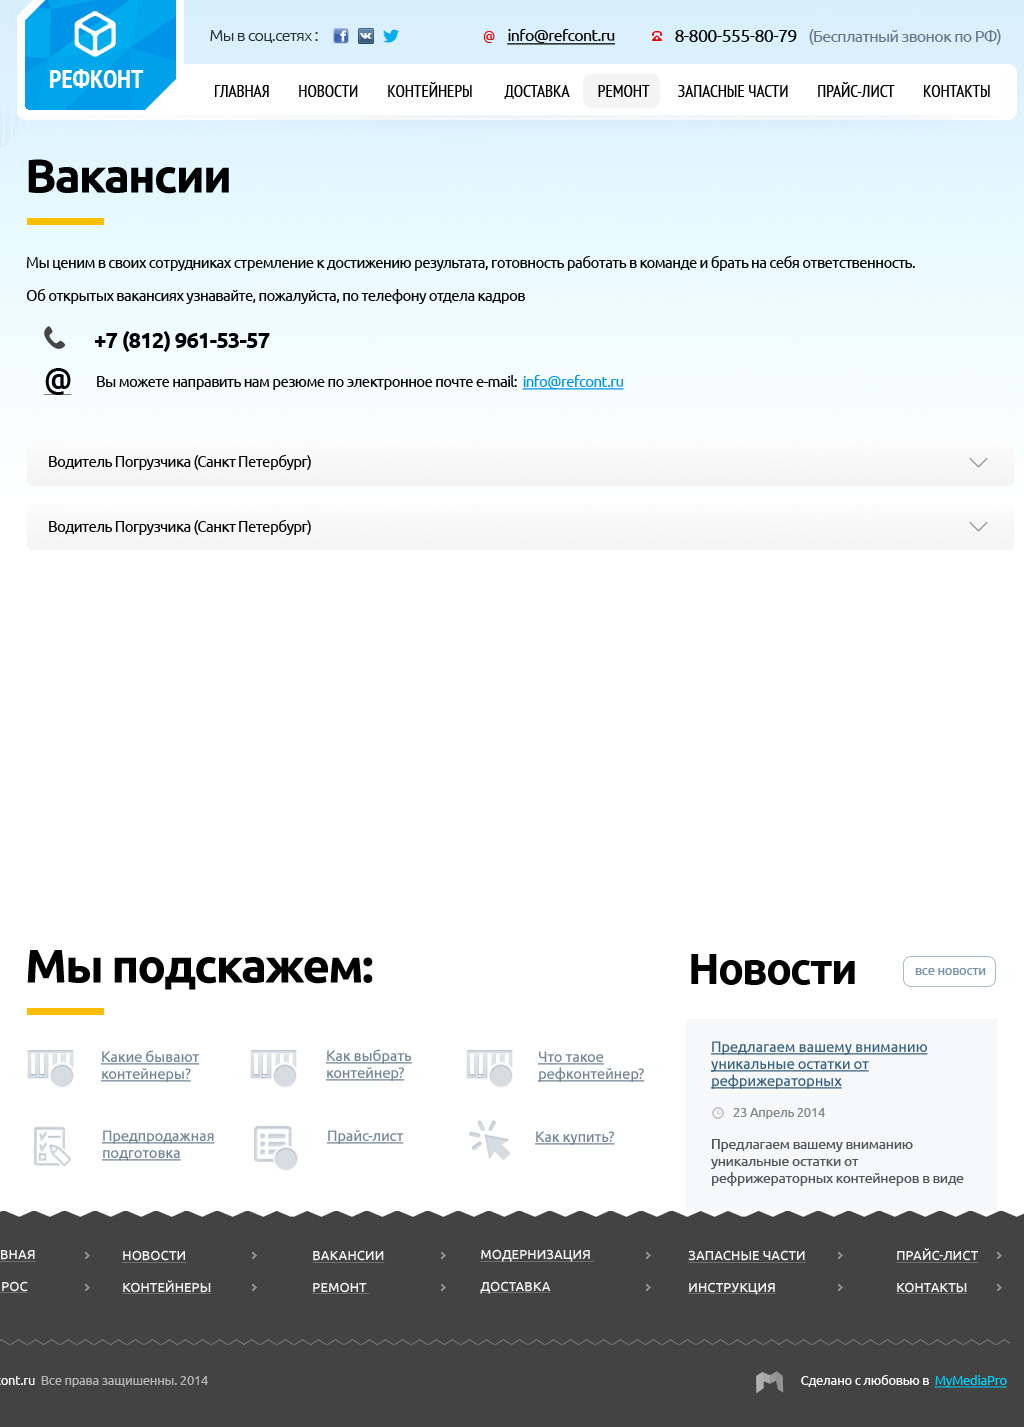 РЕФКОНТ
Мы в соц.сетях :
@ info@refcont.ru
8-800-555-80-79 (Бесплатный звонок по РФ)
ГЛАВНАЯ НОВОСТИ КОНТЕЙНЕРЫ ДОСТАВКА РЕМОНТ ЗАПАСНЫЕ ЧАСТИ ПРАЙС-ЛИСТ КОНТАКТЫ
Вакансии
Мы ценим в своих сотрудниках стремление к достижению результата, готовность работать в команде и брать на себя ответственность.
Об открытых вакансиях узнавайте, пожалуйста, по телефону отдела кадров
+7 (812) 961-53-57
@ Вы можете направить нам резюме по электронное почте e-mail: info@refcont.ru
Водитель Погрузчика (Санкт Петербург)
Водитель Погрузчика (Санкт Петербург)
Мы подскажем:
Какие бывают
контейнеры?
Как выбрать
контейнер?
Что такое
рефконтейнер?
Предпродажная
подготовка
Прайс-лист
Как купить?
Новости
все новости
Предлагаем вашему вниманию
уникальные остатки от
рефрижераторных
23 Апрель 2014
Предлагаем вашему вниманию
уникальные остатки от
рефрижераторных контейнеров в виде
ВНАЯ НОВОСТИ ВАКАНСИИ МОДЕРНИЗАЦИЯ ЗАПАСНЫЕ ЧАСТИ ПРАЙС-ЛИСТ
РОС КОНТЕЙНЕРЫ РЕМОНТ ДОСТАВКА ИНСТРУКЦИЯ КОНТАКТЫ
cont.ru Все права защищенны. 2014
Сделано с любовью в MyMediaPro